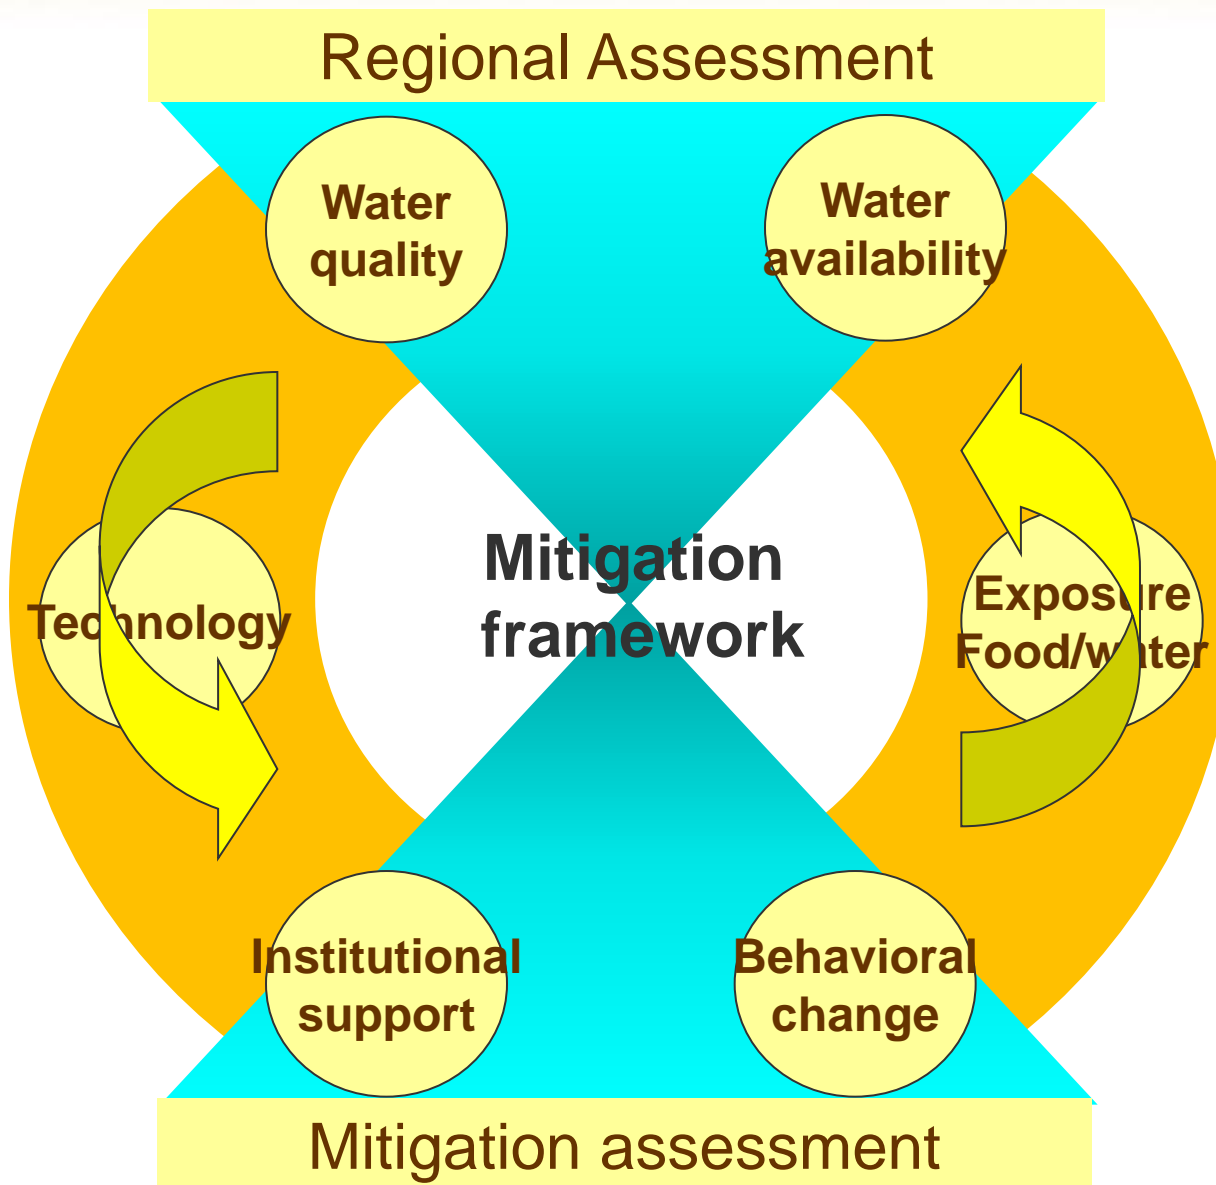 Regional Assessment
Water
quality
Water
availability
Mitigation
framework
Technology
Exposure
Food/water
Institutional
support
Behavioral
change
Mitigation assessment